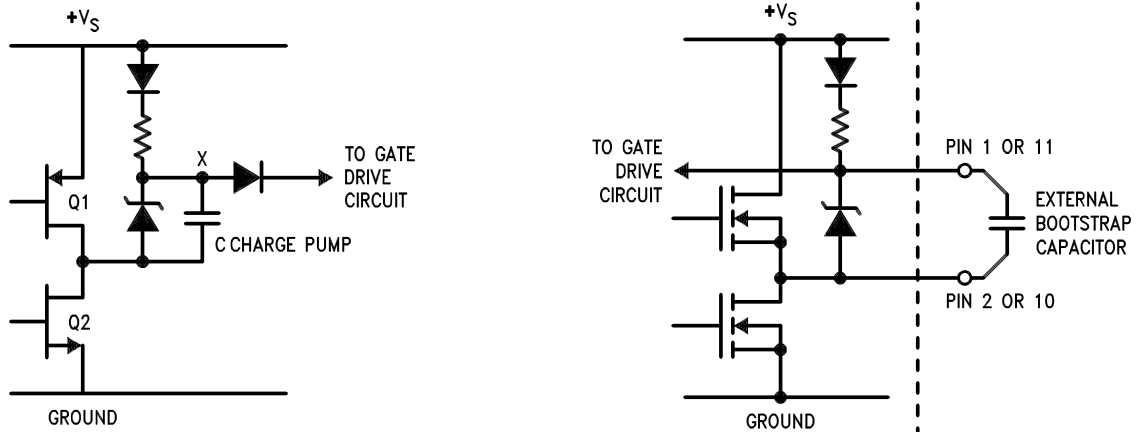 +VS
X
TO GATE
DRIVE
CIRCUIT
Q1
C CHARGE PUMP
Q2
GROUND
+VS
TO GATE
DRIVE
CIRCUIT
PIN 1 OR 11
EXTERNAL
BOOTSTRAP
CAPACITOR
PIN 2 OR 10
GROUND